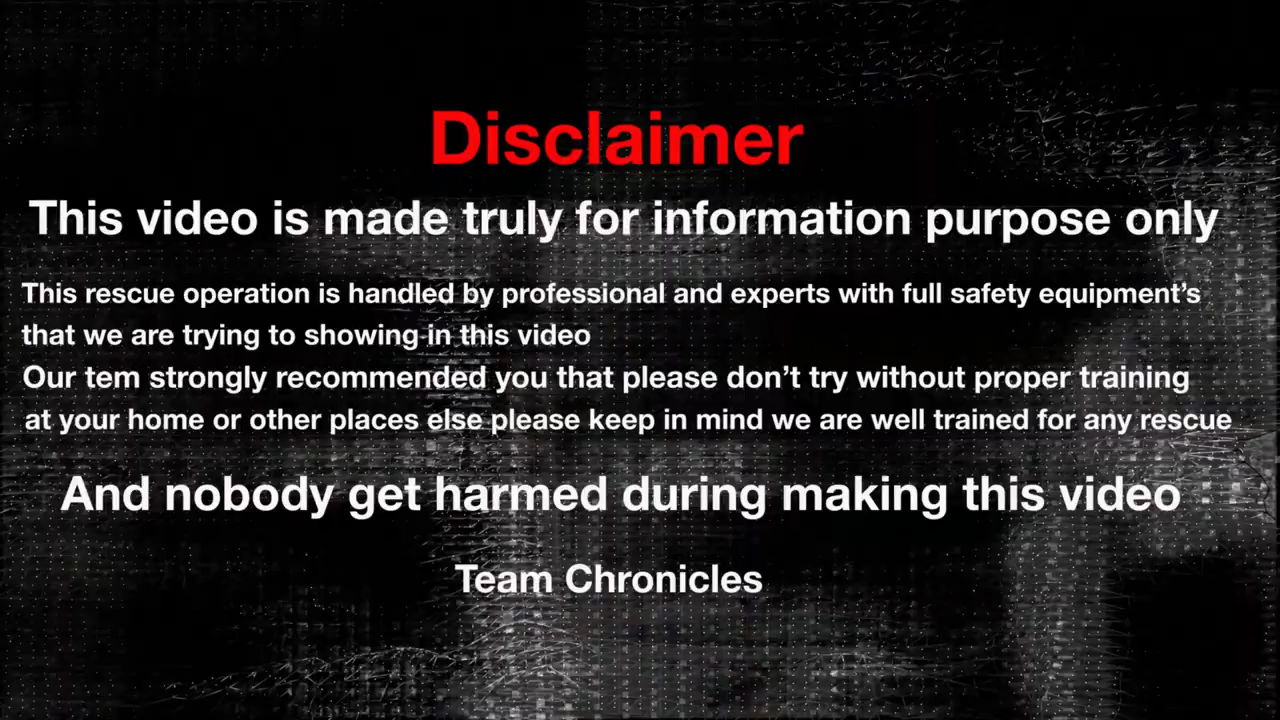 Disclaimer
This video is made truly for information purpose only
This rescue operation is handled by professional and experts with full safety equipment's
that we are trying to showing in this video
Our tem strongly recommended you that please don't try without proper training
at your home or other places else please keep in mind we are well trained for any rescue
And nobody get harmed during making this video
Team Chronicles